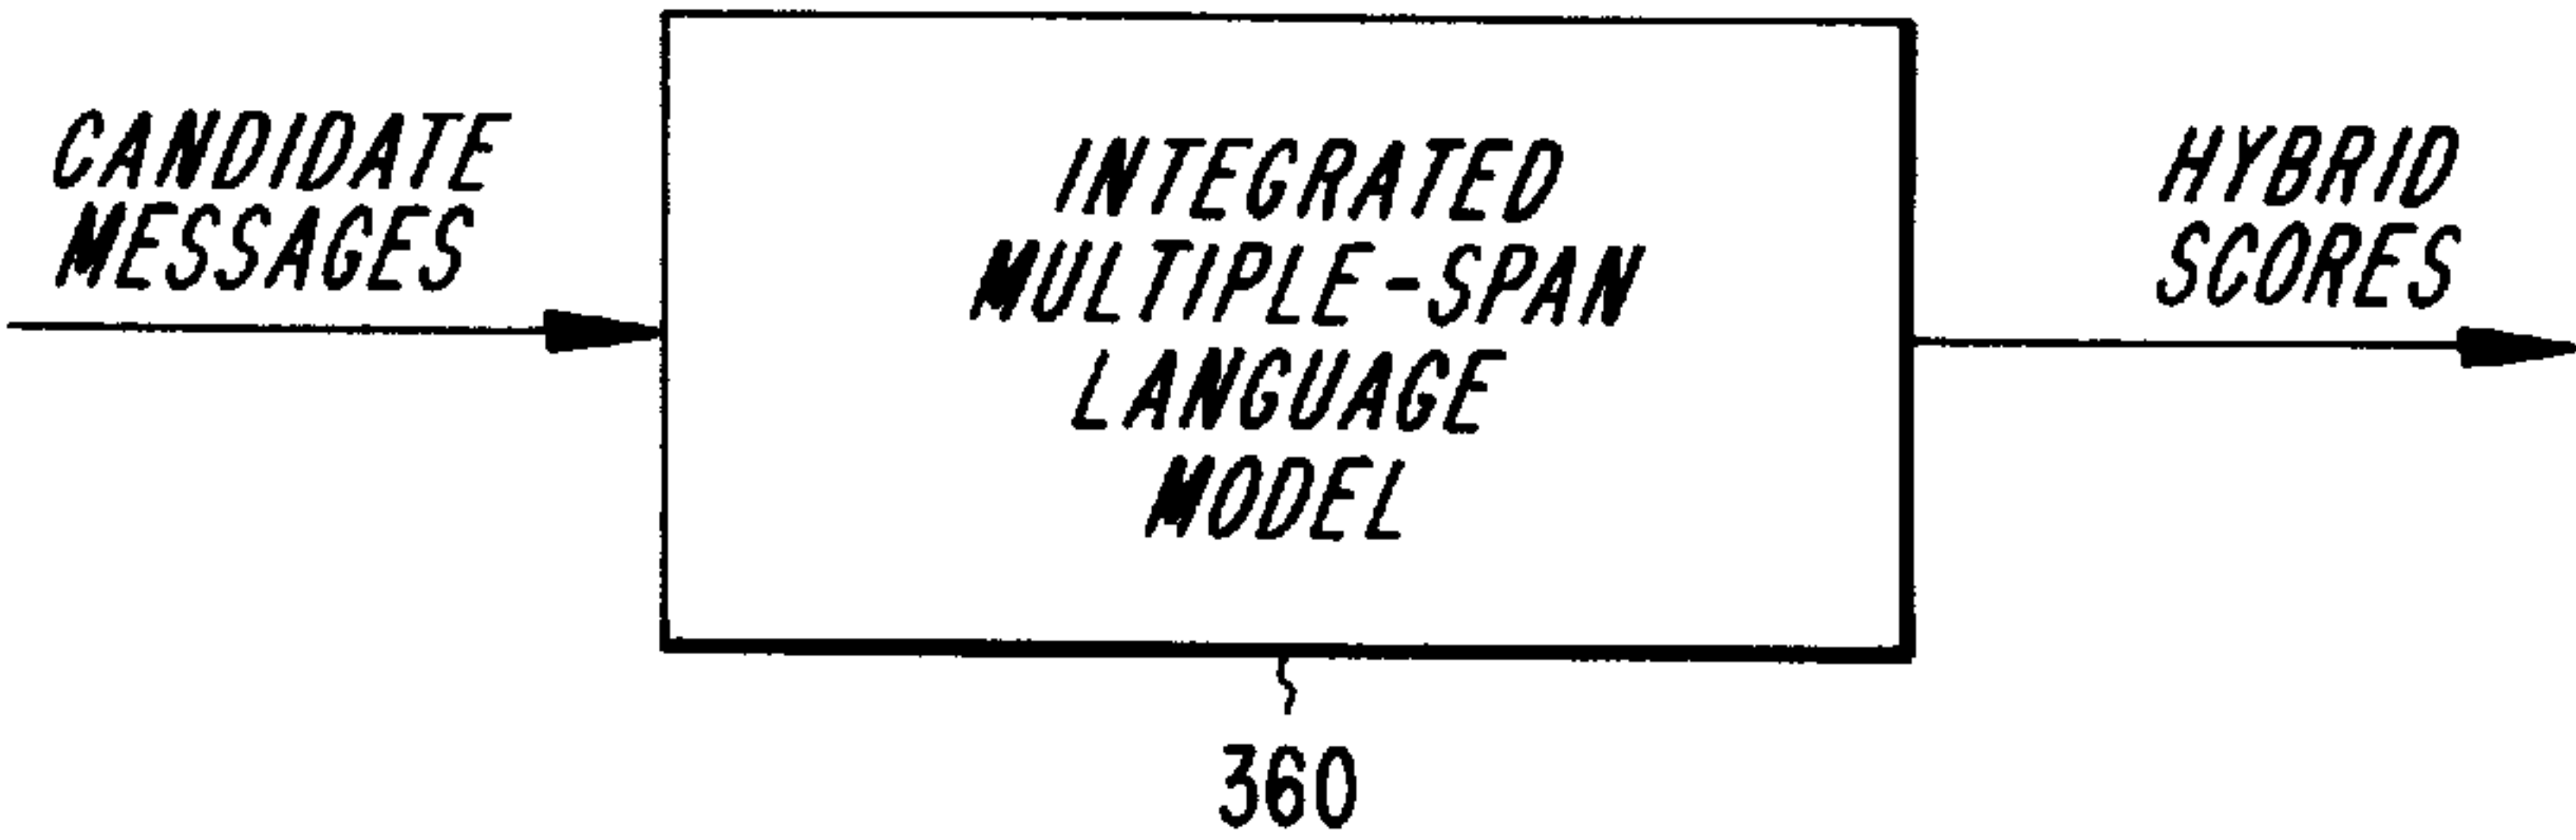 CANDIDATE
MESSAGES
INTEGRATED
MULTIPLE-SPAN
LANGUAGE
MODEL
HYBRID
SCORES
360